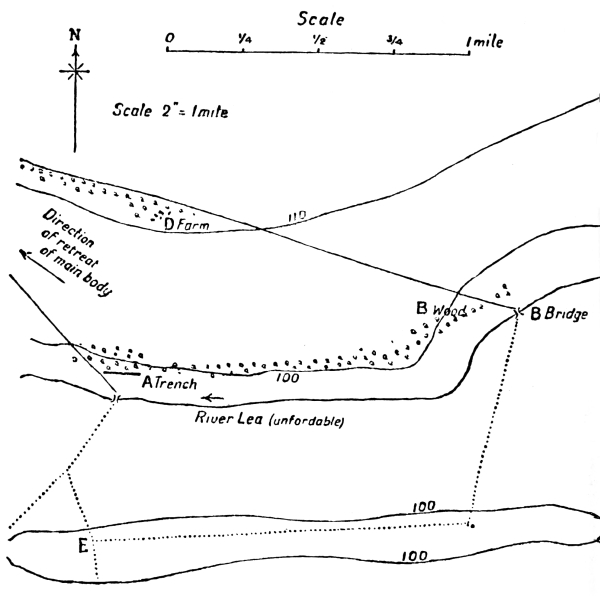 Scale
N
0 1/4 1/2 3/4 1 mile
Scale 2" = 1 mile
110
D Farm
Direction
of retreat
of main body
B Wood
B Bridge
100
A Trench
River Lea (unfordable)
100
E
100